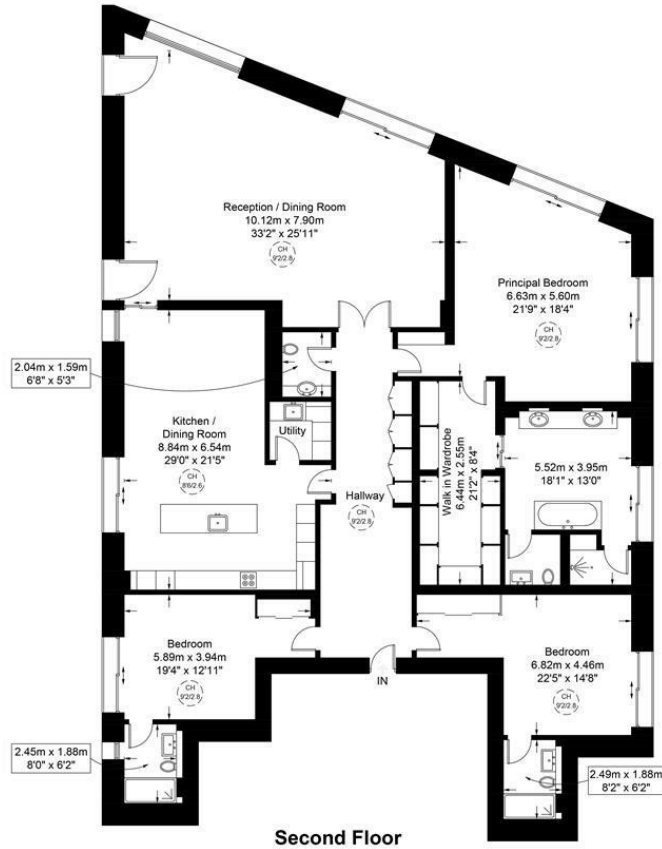 Reception / Dining Room
10.12m x 7.90m
33'2" x 25'11"
CH
9'2/2.8
Principal Bedroom
6.63m x 5.60m
21'9" x 18'4"
CH
9'2/2.8
2.04m x 1.59m
6'8" x 5'3"
Utility
Kitchen /
Dining Room
8.84m x 6.54m
29'0" x 21'5"
CH
8'6/2.6
Hallway
CH
9'2/2.8
Walk in Wardrobe
6.44m x 2.55m
21'2" x 8'4"
5.52m x 3.95m
18'1" x 13'0"
Bedroom
5.89m x 3.94m
19'4" x 12'11"
CH
9'2/2.8
IN
Bedroom
6.82m x 4.46m
22'5" x 14'8"
CH
9'2/2.8
2.45m x 1.88m
8'0" x 6'2"
2.49m x 1.88m
8'2" x 6'2"
Second Floor